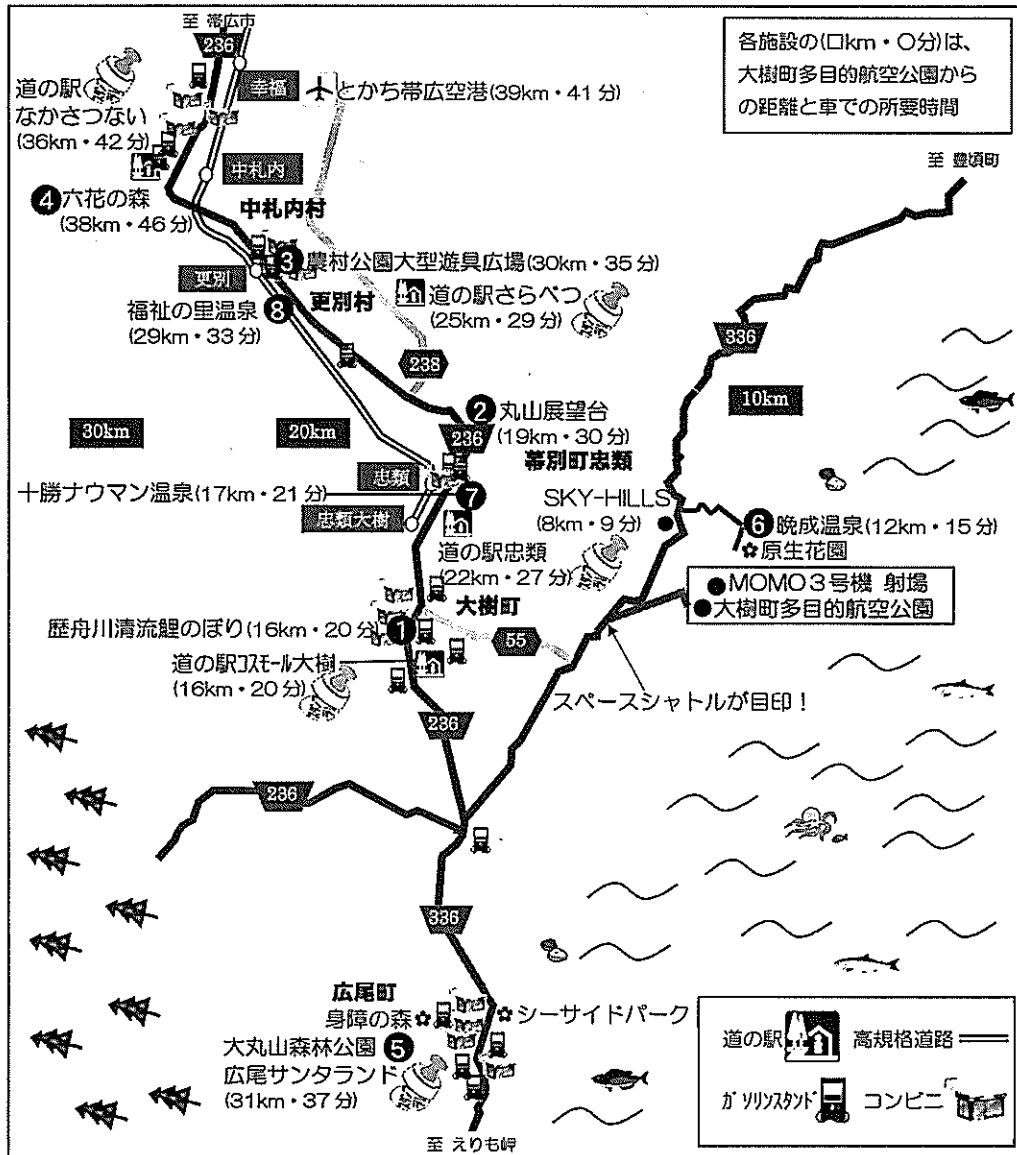 至 帯広市
236
各施設の(□km・○分)は、
大樹町多目的航空公園から
の距離と車での所要時間
道の駅
なかさつない
(36km・42分)
幸福
とかち帯広空港(39km・41分)
至 豊頃町
中札内
④六花の森
(38km・46分)
中札内村
③農村公園大型遊具広場(30km・35分)
更別
更別村
道の駅さらべつ
(25km・29分)
福祉の里温泉⑧
(29km・33分)
336
238
10km
②丸山展望台
(19km・30分)
30km
20km
236
幕別町忠類
忠類
十勝ナウマン温泉(17km・21分)
⑦
SKY-HILLS
(8km・9分)
忠類大樹
⑥晩成温泉(12km・15分)
原生花園
道の駅忠類
(22km・27分)
MOMO3号機 射場
大樹町多目的航空公園
大樹町
歴舟川清流鯉のぼり(16km・20分)①
55
道の駅コスモール大樹
(16km・20分)
スペースシャトルが目印！
236
236
336
広尾町
身障の森
シーサイドパーク
大丸山森林公園⑤
広尾サンタランド
(31km・37分)
道の駅
高規格道路
ガソリンスタンド
コンビニ
至 えりも岬